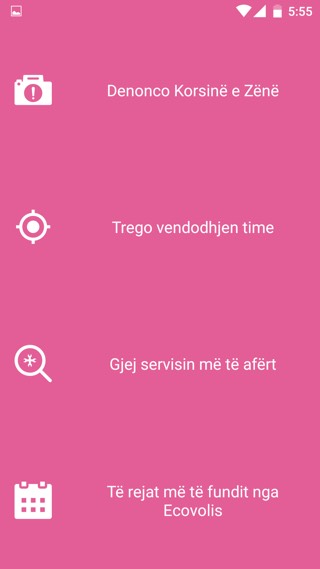 5:55
Denonco Korsinë e Zënë
Trego vendodhjen time
Gjej servisin më të afërt
Të rejat më të fundit nga
Ecovolis